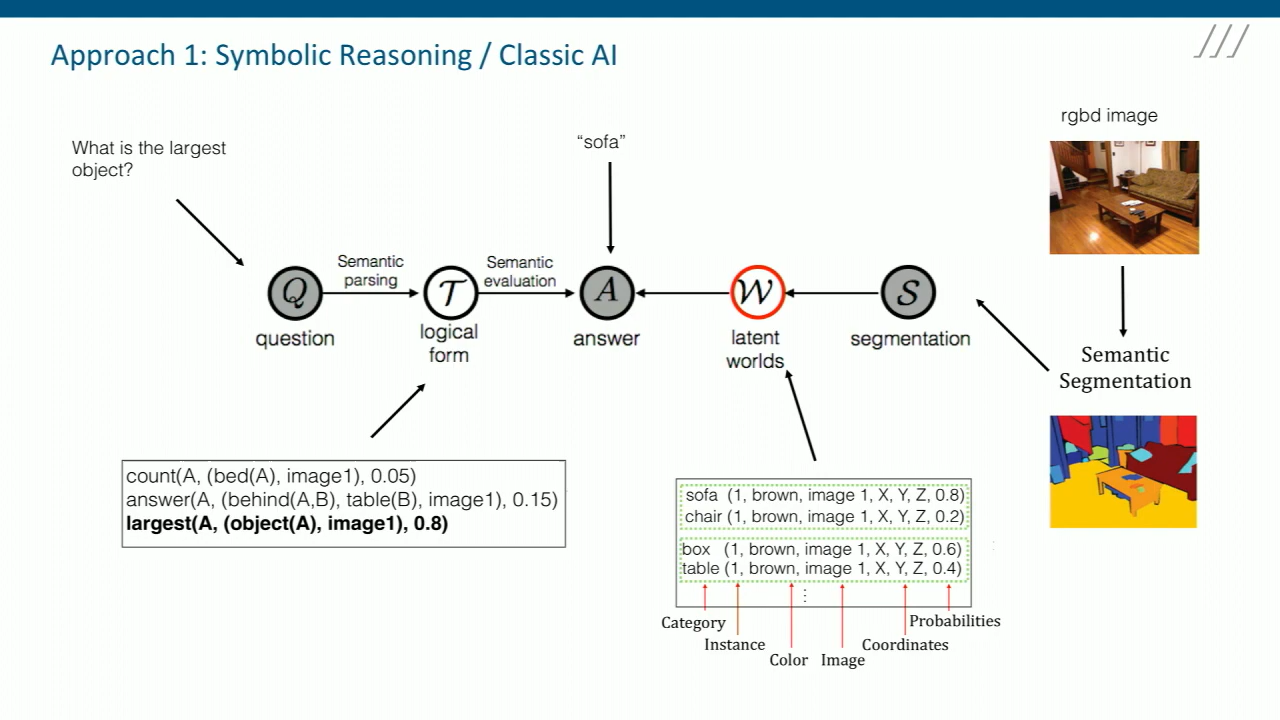 Approach 1: Symbolic Reasoning / Classic AI
rgbd image
What is the largest
object?
“sofa”
Semantic
parsing
Semantic
evaluation
Q
T
A
W
S
question
logical
form
answer
latent
worlds
segmentation
Semantic
Segmentation
count(A, (bed(A), image1), 0.05)
answer(A, (behind(A,B), table(B), image1), 0.15)
largest(A, (object(A), image1), 0.8)
sofa (1, brown, image 1, X, Y, Z, 0.8)
chair (1, brown, image 1, X, Y, Z, 0.2)
box (1, brown, image 1, X, Y, Z, 0.6)
table (1, brown, image 1, X, Y, Z, 0.4)
⋮
Category
Instance
Color
Image
Coordinates
Probabilities